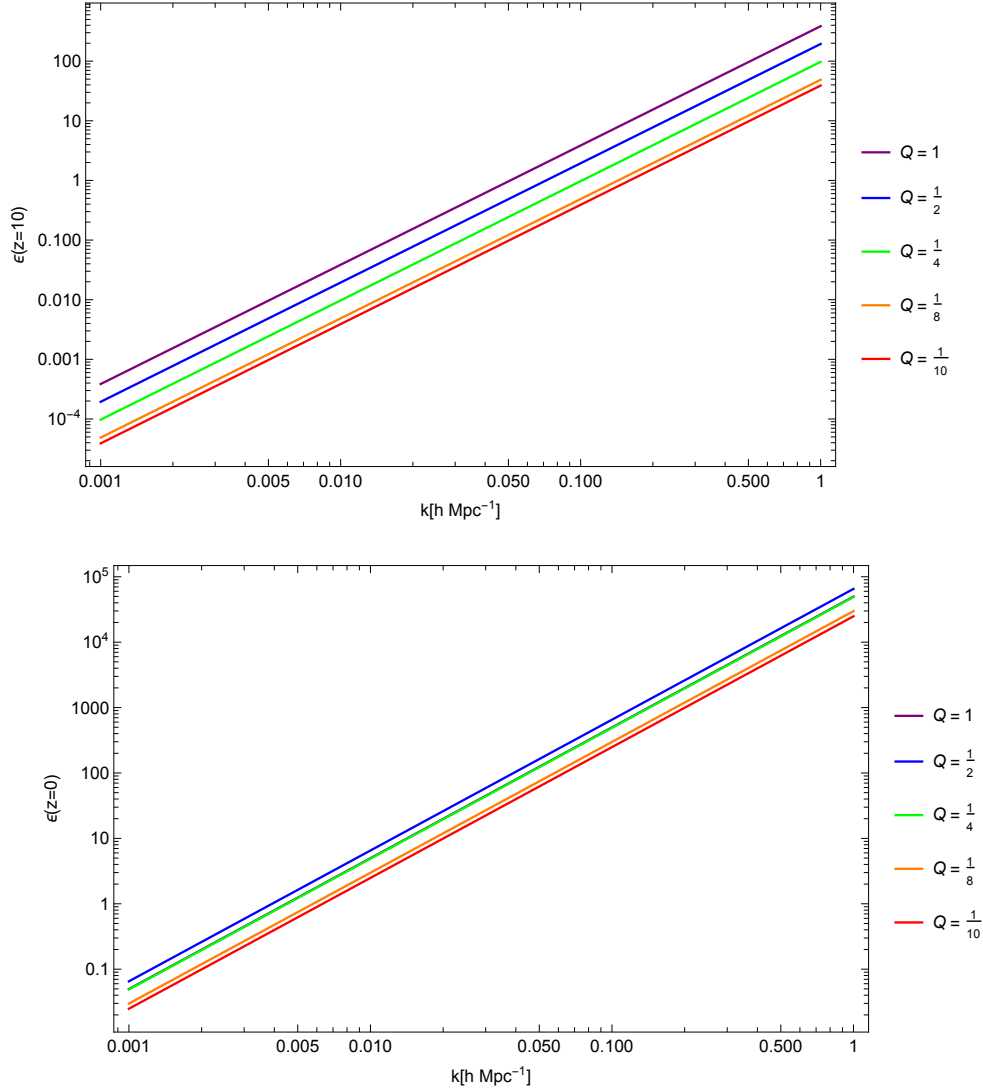 100
10
1
0.100
0.010
0.001
10⁻⁴
ϵ(z=10)
0.001 0.005 0.010 0.050 0.100 0.500 1
k[h Mpc⁻¹]
Q = 1
Q = 1/2
Q = 1/4
Q = 1/8
Q = 1/10
10⁵
10⁴
1000
100
10
1
0.1
ϵ(z=0)
0.001 0.005 0.010 0.050 0.100 0.500 1
k[h Mpc⁻¹]
Q = 1
Q = 1/2
Q = 1/4
Q = 1/8
Q = 1/10